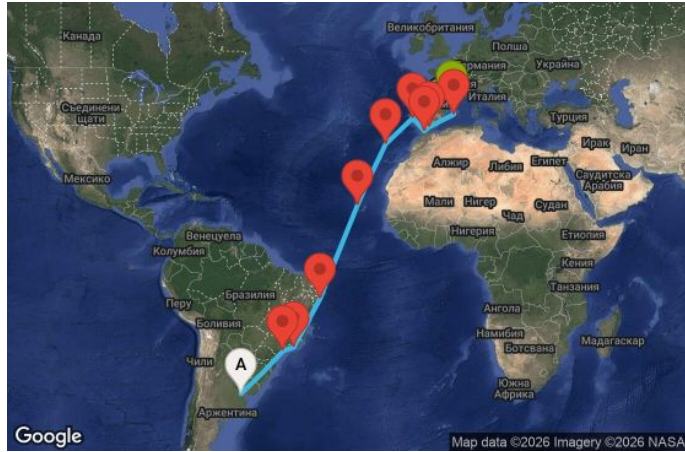 Великобритания
Канада
Полша
Германия
Украйна
Италия
Съединени
щати
Турция
Ирак
Иран
Алжир
Либия
Египет
Саудитска
Арабия
Мексико
Мали
Нигер
Судан
Чад
Венецуела
Нигерия
Етиопия
Колумбия
Кения
Танзания
Бразилия
Перу
Ангола
Боливия
Намибия
Мадагаскар
Ботсвана
Чили
A
Южна
Африка
Аржентина
Google
Map data ©2026 Imagery ©2026 NASA